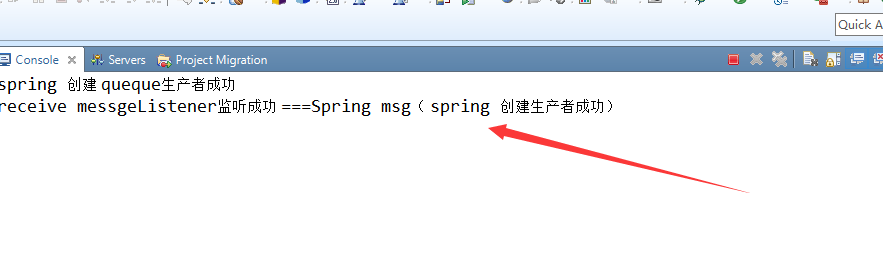 Quick A
Console Servers Project Migration
spring 创建 queque生产者成功
receive messgeListener监听成功 ===Spring msg（ spring 创建生产者成功）